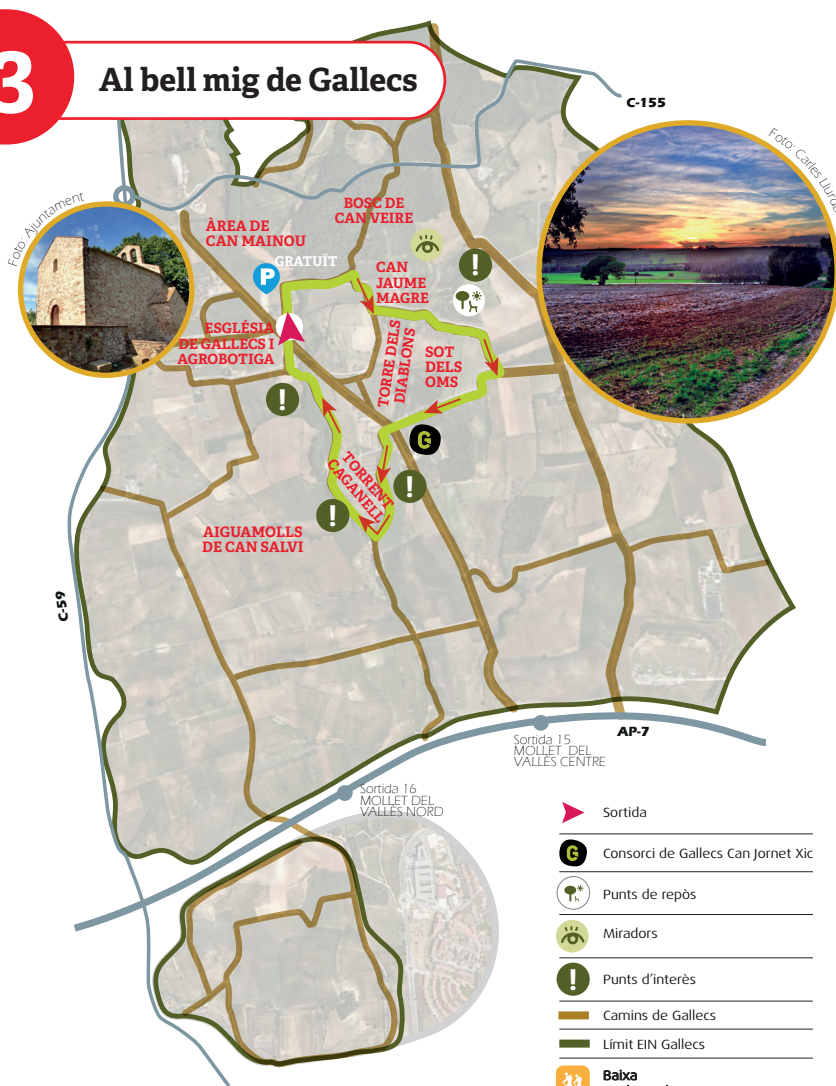 3
Al bell mig de Gallecs
C-155
Foto: Ajuntament
BOSC DE
CAN VEIRE
ÀREA DE
CAN MAINOU
P
GRATUÏT
!
CAN
JAUME
MAGRE
ESGLÉSIA
DE GALLECS I
AGROBOTIGA
TORRE DELS
DIABLONS
SOT
DELS
OMS
!
G
TORRENT
CAGANELL
!
!
AIGUAMOLLS
DE CAN SALVI
C-59
AP-7
Sortida 15
MOLLET DEL
VALLÈS CENTRE
Sortida 16
MOLLET DEL
VALLÈS NORD
Sortida
G
Consorci de Gallecs Can Jornet Xic
Punts de repòs
Miradors
!
Punts d'interès
Camins de Gallecs
Límit EIN Gallecs
Baixa
Foto: Carles